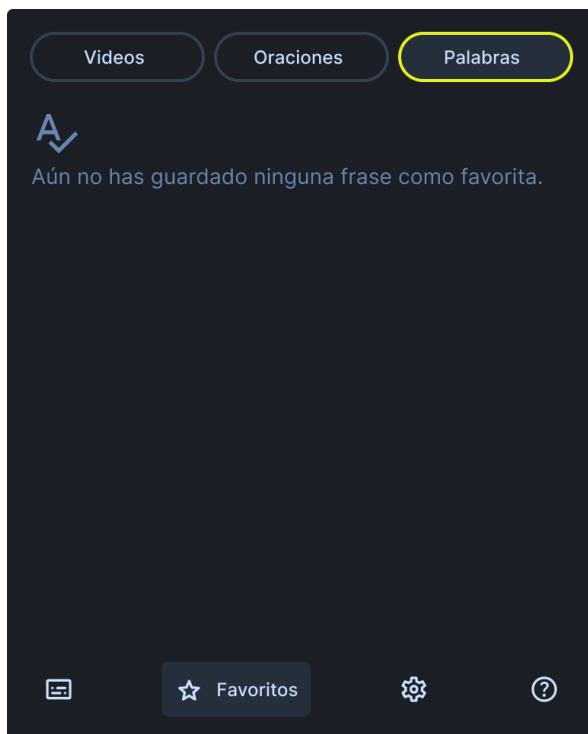 Videos
Oraciones
Palabras
Aún no has guardado ninguna frase como favorita.
Favoritos